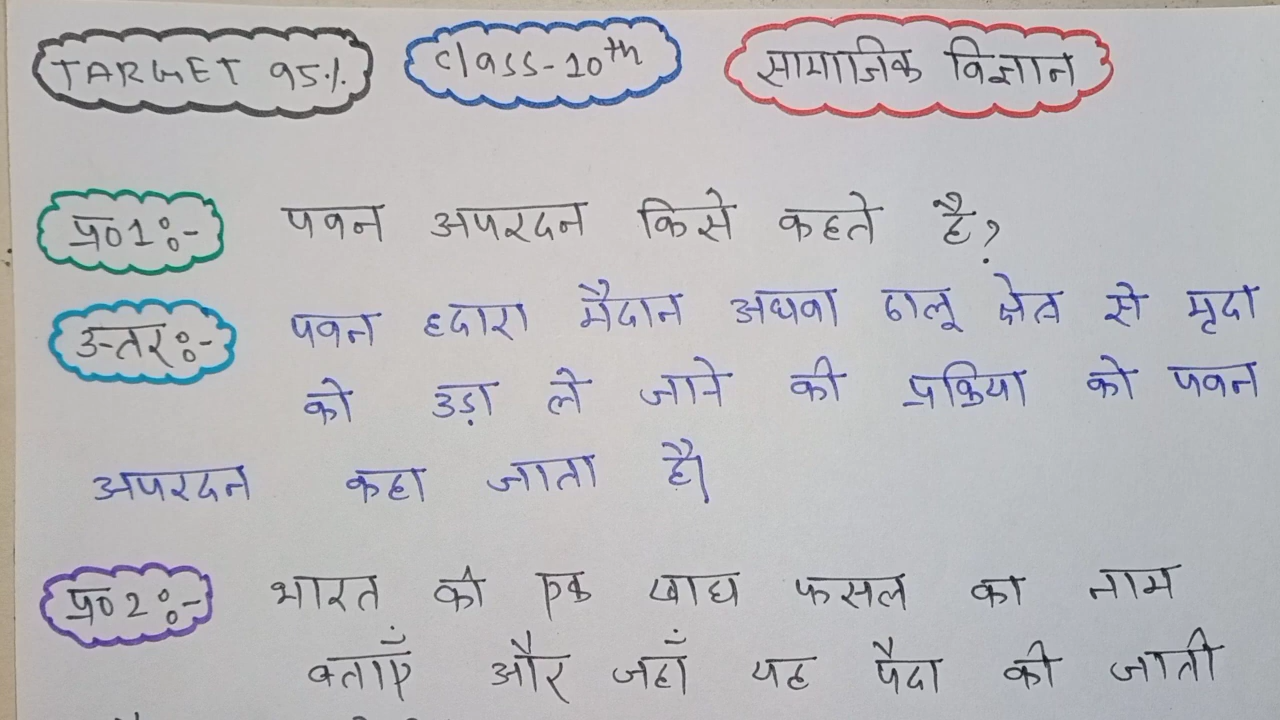 TARGET 95% Class-10th सामाजिक विज्ञान
प्र01:- पवन अपरदन किसे कहते है?
उत्तर:- पवन द्वारा मैदान अथवा ढालू क्षेत्र से मृदा
को उड़ा ले जाने की प्रक्रिया को पवन
अपरदन कहा जाता है।
प्र02:- भारत की एक खाद्य फसल का नाम
बताएँ और जहाँ यह पैदा की जाती